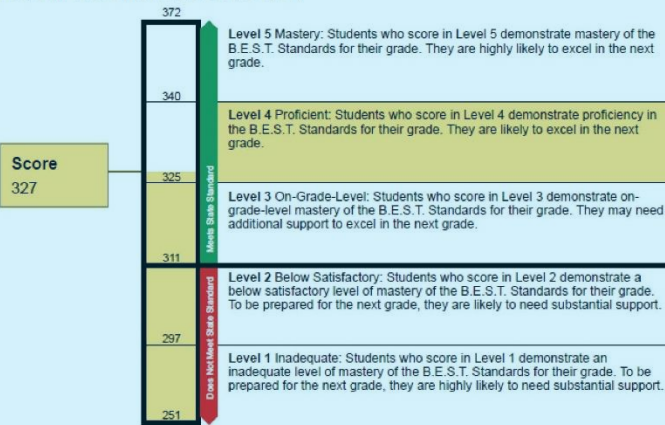 372
Level 5 Mastery: Students who score in Level 5 demonstrate mastery of the
B.E.S.T. Standards for their grade. They are highly likely to excel in the next
grade.
340
Level 4 Proficient: Students who score in Level 4 demonstrate proficiency in
the B.E.S.T. Standards for their grade. They are likely to excel in the next
grade.
Score
327
325
Level 3 On-Grade-Level: Students who score in Level 3 demonstrate on-
grade-level mastery of the B.E.S.T. Standards for their grade. They may need
additional support to excel in the next grade.
Meets State Standard
311
Level 2 Below Satisfactory: Students who score in Level 2 demonstrate a
below satisfactory level of mastery of the B.E.S.T. Standards for their grade.
To be prepared for the next grade, they are likely to need substantial support.
297
Does Not Meet State Standard
Level 1 Inadequate: Students who score in Level 1 demonstrate an
inadequate level of mastery of the B.E.S.T. Standards for their grade. To be
prepared for the next grade, they are highly likely to need substantial support.
251